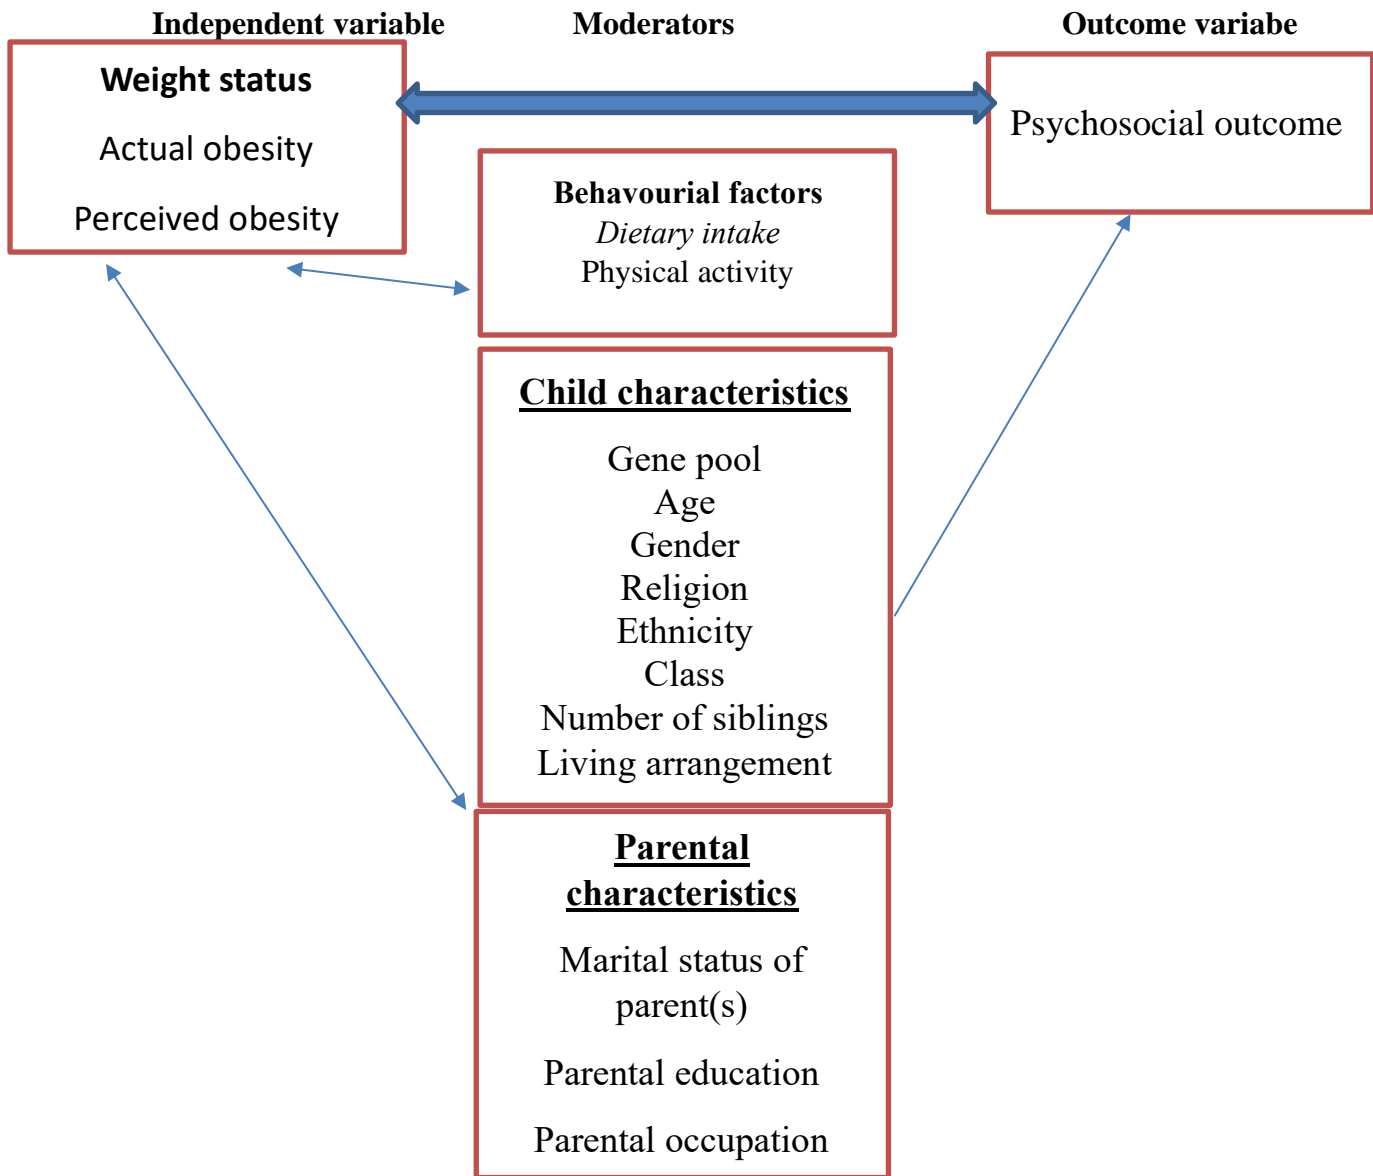 Independent variable
Moderators
Outcome variabe
Weight status
Actual obesity
Perceived obesity
Psychosocial outcome
Behavourial factors
Dietary intake
Physical activity
Child characteristics
Gene pool
Age
Gender
Religion
Ethnicity
Class
Number of siblings
Living arrangement
Parental
characteristics
Marital status of
parent(s)
Parental education
Parental occupation